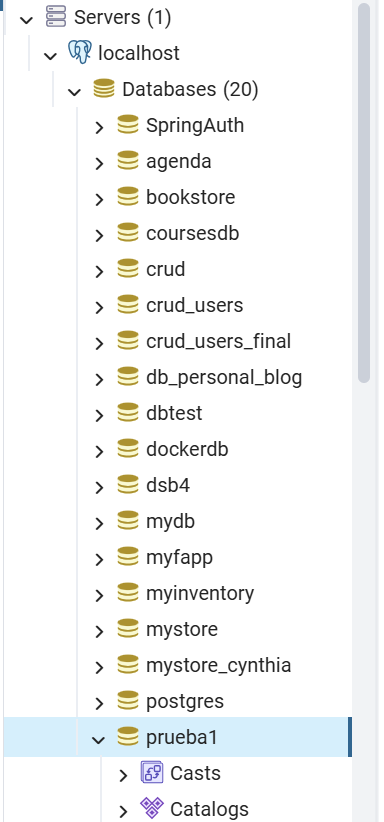 Servers (1)
localhost
Databases (20)
SpringAuth
agenda
bookstore
coursesdb
crud
crud_users
crud_users_final
db_personal_blog
dbtest
dockerdb
dsb4
mydb
myfapp
myinventory
mystore
mystore_cynthia
postgres
prueba1
Casts
Catalogs